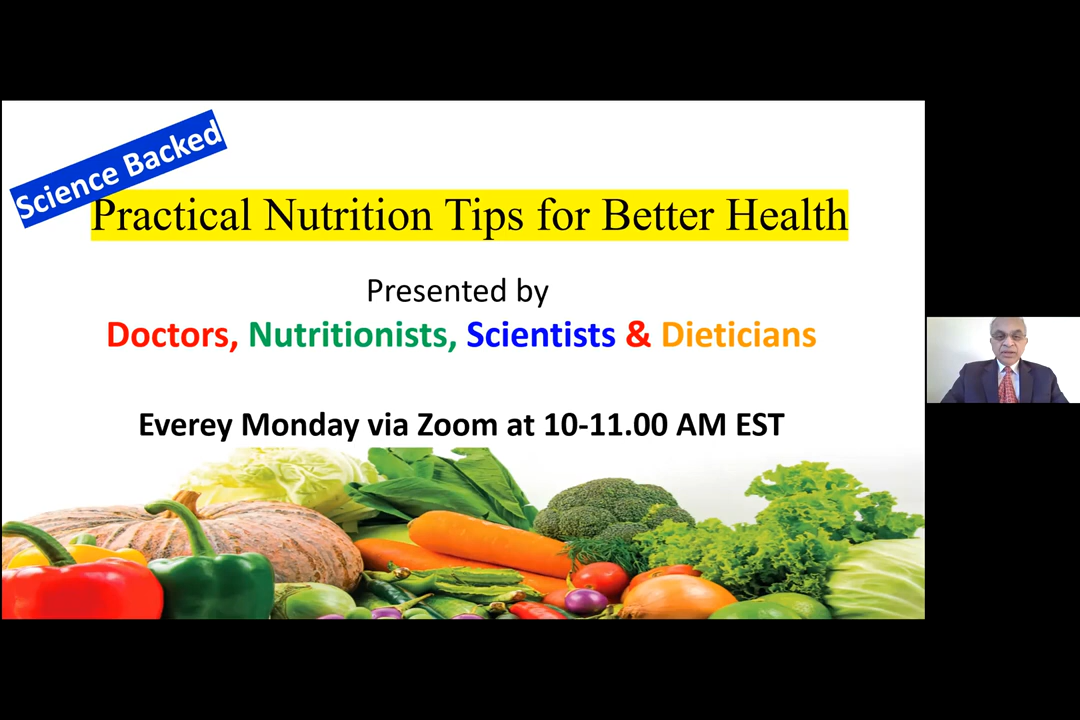 Science Backed
Practical Nutrition Tips for Better Health
Presented by
Doctors, Nutritionists, Scientists & Dieticians
Everey Monday via Zoom at 10-11.00 AM EST